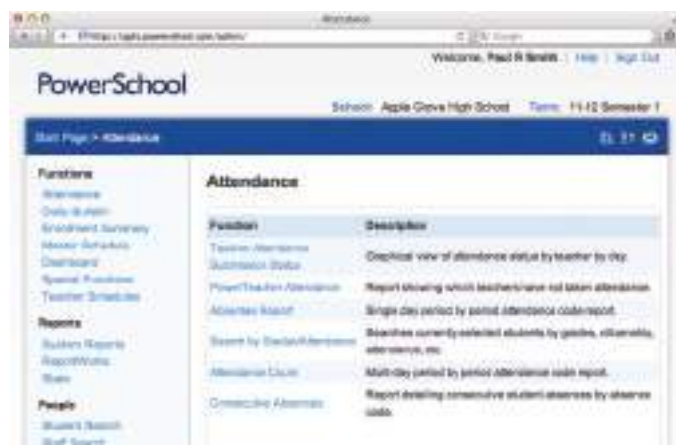 Attendance
Welcome, Paul R Smith | Help | Sign Out
PowerSchool
School: Apple Grove High School Term: 11-12 Semester 1
Start Page > Attendance
Functions
Attendance
Daily Bulletin
Enrollment Summary
Master Schedule
Dashboard
Special Functions
Teacher Schedules
Reports
System Reports
ReportWorks
State
People
Student Search
Staff Search
Attendance
Function Description
Teacher Attendance
Submission Status
Graphical view of attendance status by teacher by day.
PowerTeacher Attendance Report showing which teachers have not taken attendance.
Absentee Report Single day period by period attendance code report.
Search by Grades/Attendance
Searches currently selected students by grades, citizenship,
attendance, etc.
Attendance Count Multi-day period by period attendance code report.
Consecutive Absences
Report detailing consecutive student absences by absence
code.